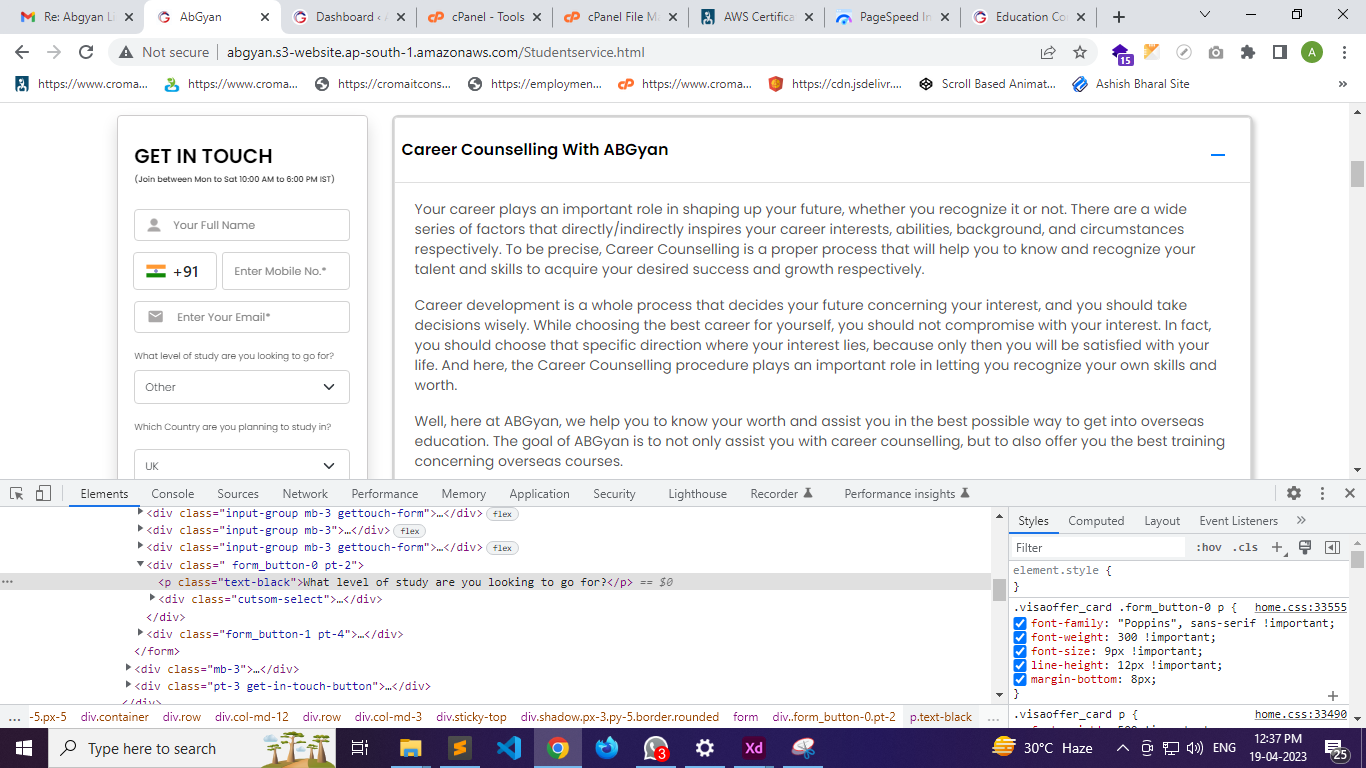 Re: Abgyan Li
AbGyan
Dashboard ‹
cPanel - Tools
cPanel File Ma
AWS Certifica
PageSpeed In
Education Co
Not secure
abgyan.s3-website.ap-south-1.amazonaws.com/Studentservice.html
15
A
https://www.croma...
https://www.croma...
https://cromaitcons...
https://employmen...
https://www.croma...
https://cdn.jsdelivr....
Scroll Based Animat...
Ashish Bharal Site
»
GET IN TOUCH
(Join between Mon to Sat 10:00 AM to 6:00 PM IST)
Your Full Name
+91
Enter Mobile No.*
Enter Your Email*
What level of study are you looking to go for?
Other
Which Country are you planning to study in?
UK
Career Counselling With ABGyan
Your career plays an important role in shaping up your future, whether you recognize it or not. There are a wide
series of factors that directly/indirectly inspires your career interests, abilities, background, and circumstances
respectively. To be precise, Career Counselling is a proper process that will help you to know and recognize your
talent and skills to acquire your desired success and growth respectively.
Career development is a whole process that decides your future concerning your interest, and you should take
decisions wisely. While choosing the best career for yourself, you should not compromise with your interest. In fact,
you should choose that specific direction where your interest lies, because only then you will be satisfied with your
life. And here, the Career Counselling procedure plays an important role in letting you recognize your own skills and
worth.
Well, here at ABGyan, we help you to know your worth and assist you in the best possible way to get into overseas
education. The goal of ABGyan is to not only assist you with career counselling, but to also offer you the best training
concerning overseas courses.
Elements
Console
Sources
Network
Performance
Memory
Application
Security
Lighthouse
Recorder
Performance insights
<div class="input-group mb-3 gettouch-form">…</div> flex
<div class="input-group mb-3">…</div> flex
<div class="input-group mb-3 gettouch-form">…</div> flex
<div class=" form_button-0 pt-2">
<p class="text-black">What level of study are you looking to go for?</p> == $0
<div class="cutsom-select">…</div>
</div>
<div class="form_button-1 pt-4">…</div>
</form>
<div class="mb-3">…</div>
<div class="pt-3 get-in-touch-button">…</div>
</div>
... -5.px-5 div.container div.row div.col-md-12 div.row div.col-md-3 div.sticky-top div.shadow.px-3.py-5.border.rounded form div..form_button-0.pt-2 p.text-black ...
Styles
Computed
Layout
Event Listeners
»
Filter
:hov .cls
element.style {
}
.visaoffer_card .form_button-0 p { home.css:33555
font-family: "Poppins", sans-serif !important;
font-weight: 300 !important;
font-size: 9px !important;
line-height: 12px !important;
margin-bottom: 8px;
}
.visaoffer_card p { home.css:33490
Type here to search
3
Xd
30°C Haze
ENG
12:37 PM
19-04-2023
25